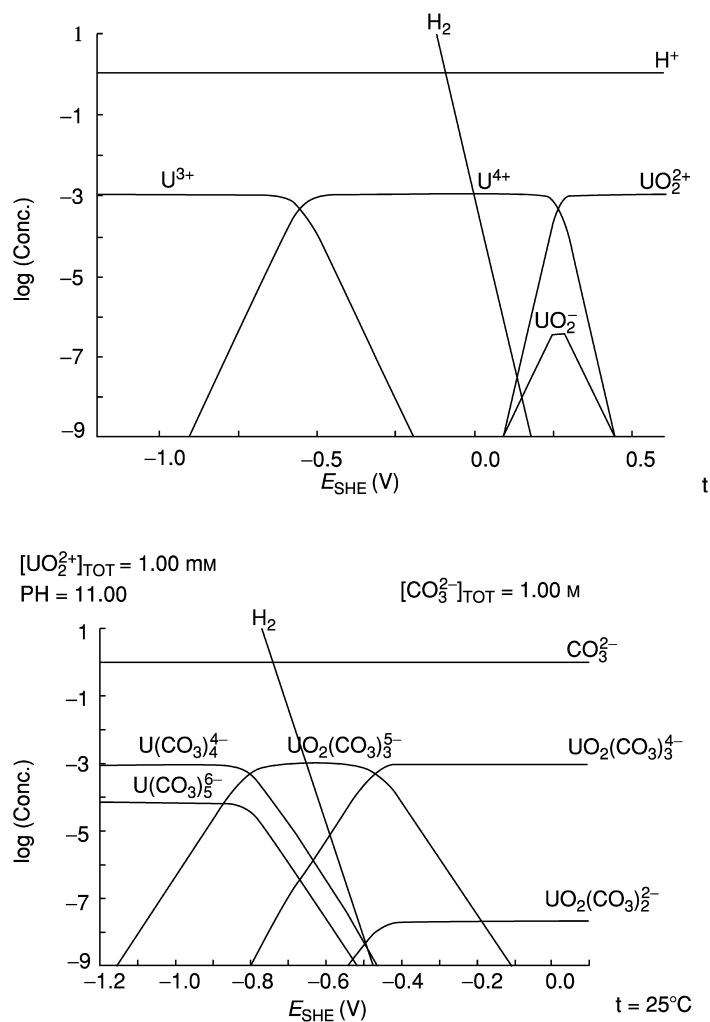 H₂
1
H⁺
−1
U³⁺
U⁴⁺
UO₂²⁺
−3
log (Conc.)
−5
UO₂⁻
−7
−9
−1.0 −0.5 0.0 0.5
E_SHE (V)
t
[UO₂²⁺]_TOT = 1.00 mM
PH = 11.00
[CO₃²⁻]_TOT = 1.00 M
H₂
1
CO₃²⁻
−1
U(CO₃)₄⁴⁻
UO₂(CO₃)₃⁵⁻
UO₂(CO₃)₃⁴⁻
−3
U(CO₃)₅⁶⁻
log (Conc.)
−5
−7
UO₂(CO₃)₂²⁻
−9
−1.2 −1.0 −0.8 −0.6 −0.4 −0.2 0.0
E_SHE (V)
t = 25°C